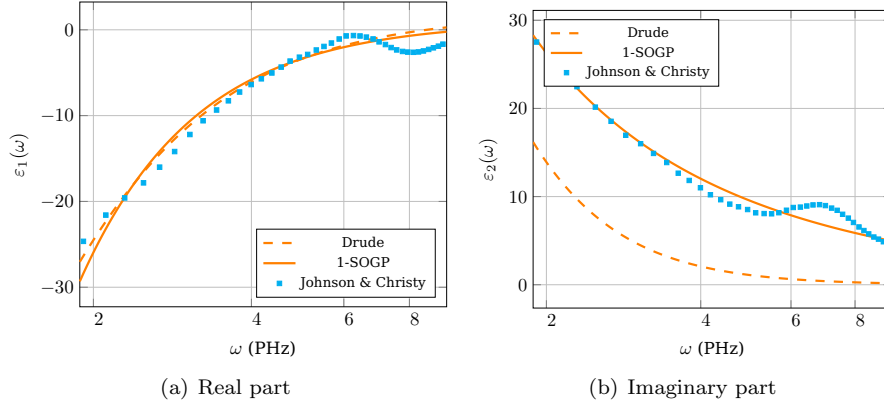 0
−10
−20
−30
2
4
6
8
ε₁(ω)
ω (PHz)
Drude
1-SOGP
Johnson & Christy
(a) Real part
30
20
10
0
2
4
6
8
ε₂(ω)
ω (PHz)
Drude
1-SOGP
Johnson & Christy
(b) Imaginary part